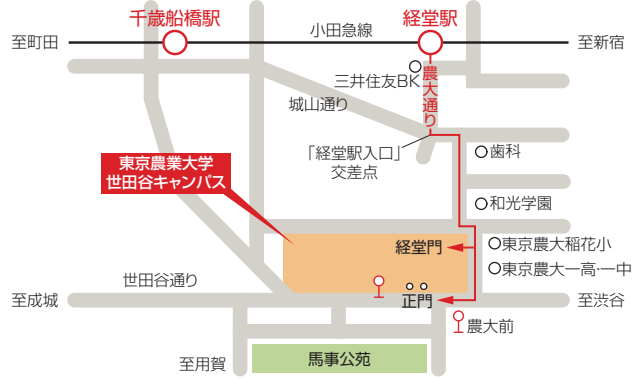 千歳船橋駅
経堂駅
小田急線
至町田
至新宿
三井住友BK
農大通り
城山通り
「経堂駅入口」
交差点
歯科
東京農業大学
世田谷キャンパス
和光学園
経堂門
東京農大稲花小
東京農大一高・一中
世田谷通り
至成城
正門
至渋谷
農大前
馬事公苑
至用賀